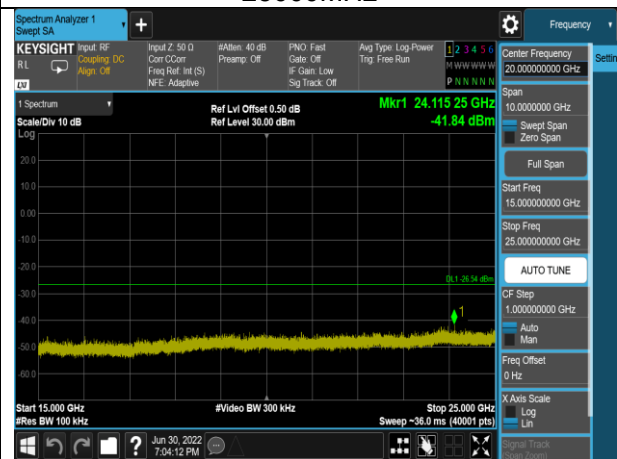 Spectrum Analyzer 1
Swept SA
Frequency
KEYSIGHT
RL
Input: RF
Coupling: DC
Align: Off
Input Z: 50 Ω
Corr CCorr
Freq Ref: Int (S)
NFE: Adaptive
#Atten: 40 dB
Preamp: Off
PNO: Fast
Gate: Off
IF Gain: Low
Sig Track: Off
Avg Type: Log-Power
Trig: Free Run
1 2 3 4 5 6
M W W W W W
P N N N N N
1 Spectrum
Scale/Div 10 dB
Log
Ref Lvl Offset 0.50 dB
Ref Level 30.00 dBm
Mkr1 24.115 25 GHz
-41.84 dBm
20.0
10.0
0.00
-10.0
-20.0
-30.0
-40.0
-50.0
-60.0
DL1 -26.54 dBm
1
Start 15.000 GHz
#Res BW 100 kHz
#Video BW 300 kHz
Stop 25.000 GHz
Sweep ~36.0 ms (40001 pts)
Center Frequency
20.000000000 GHz
Settin
Span
10.0000000 GHz
Swept Span
Zero Span
Full Span
Start Freq
15.000000000 GHz
Stop Freq
25.000000000 GHz
AUTO TUNE
CF Step
1.000000000 GHz
Auto
Man
Freq Offset
0 Hz
X Axis Scale
Log
Lin
Signal Track
(Span Zoom)
?
Jun 30, 2022
7:04:12 PM